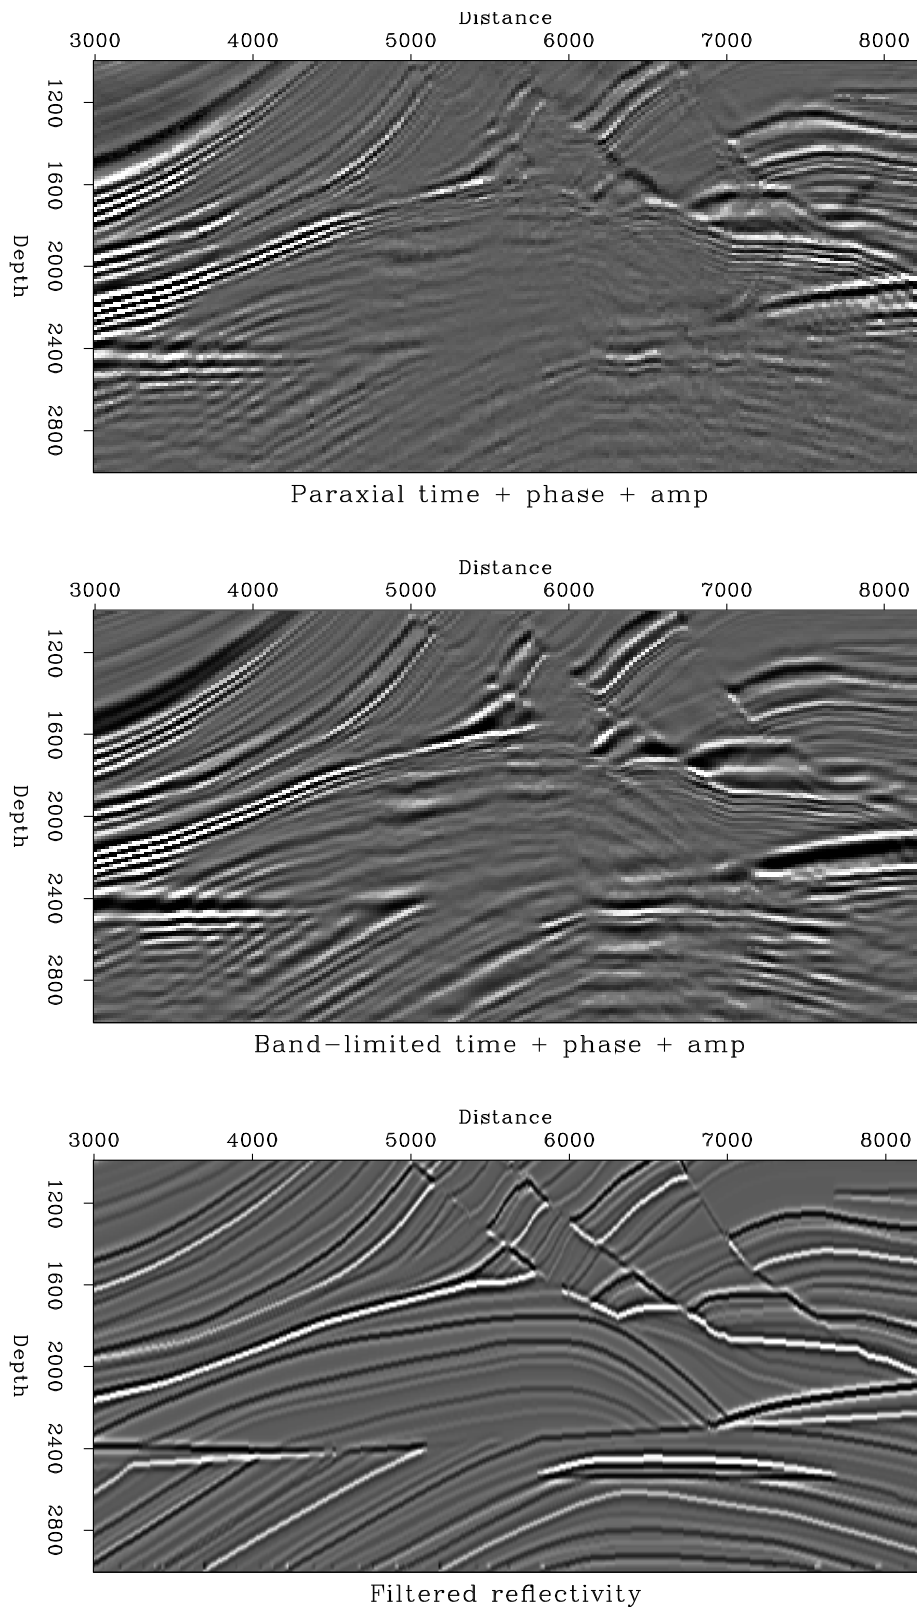 Distance
3000 4000 5000 6000 7000 8000
1200
1600
2000
2400
2800
Depth
Paraxial time + phase + amp
Distance
3000 4000 5000 6000 7000 8000
1200
1600
2000
2400
2800
Depth
Band-limited time + phase + amp
Distance
3000 4000 5000 6000 7000 8000
1200
1600
2000
2400
2800
Depth
Filtered reflectivity